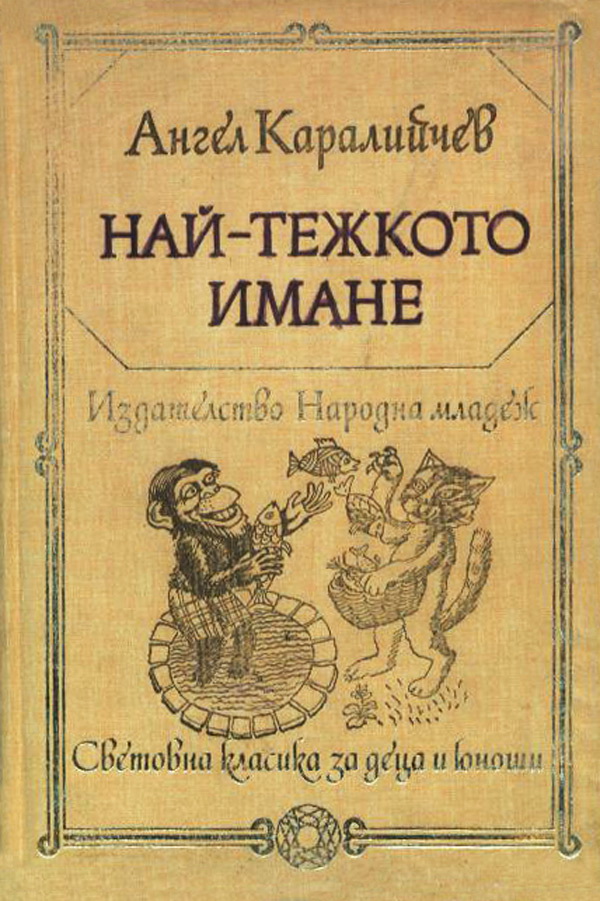 Ангел Каралийчев
НАЙ-ТЕЖКОТО
ИМАНЕ
Издателство Народна младеж
Световна класика за деца и юноши